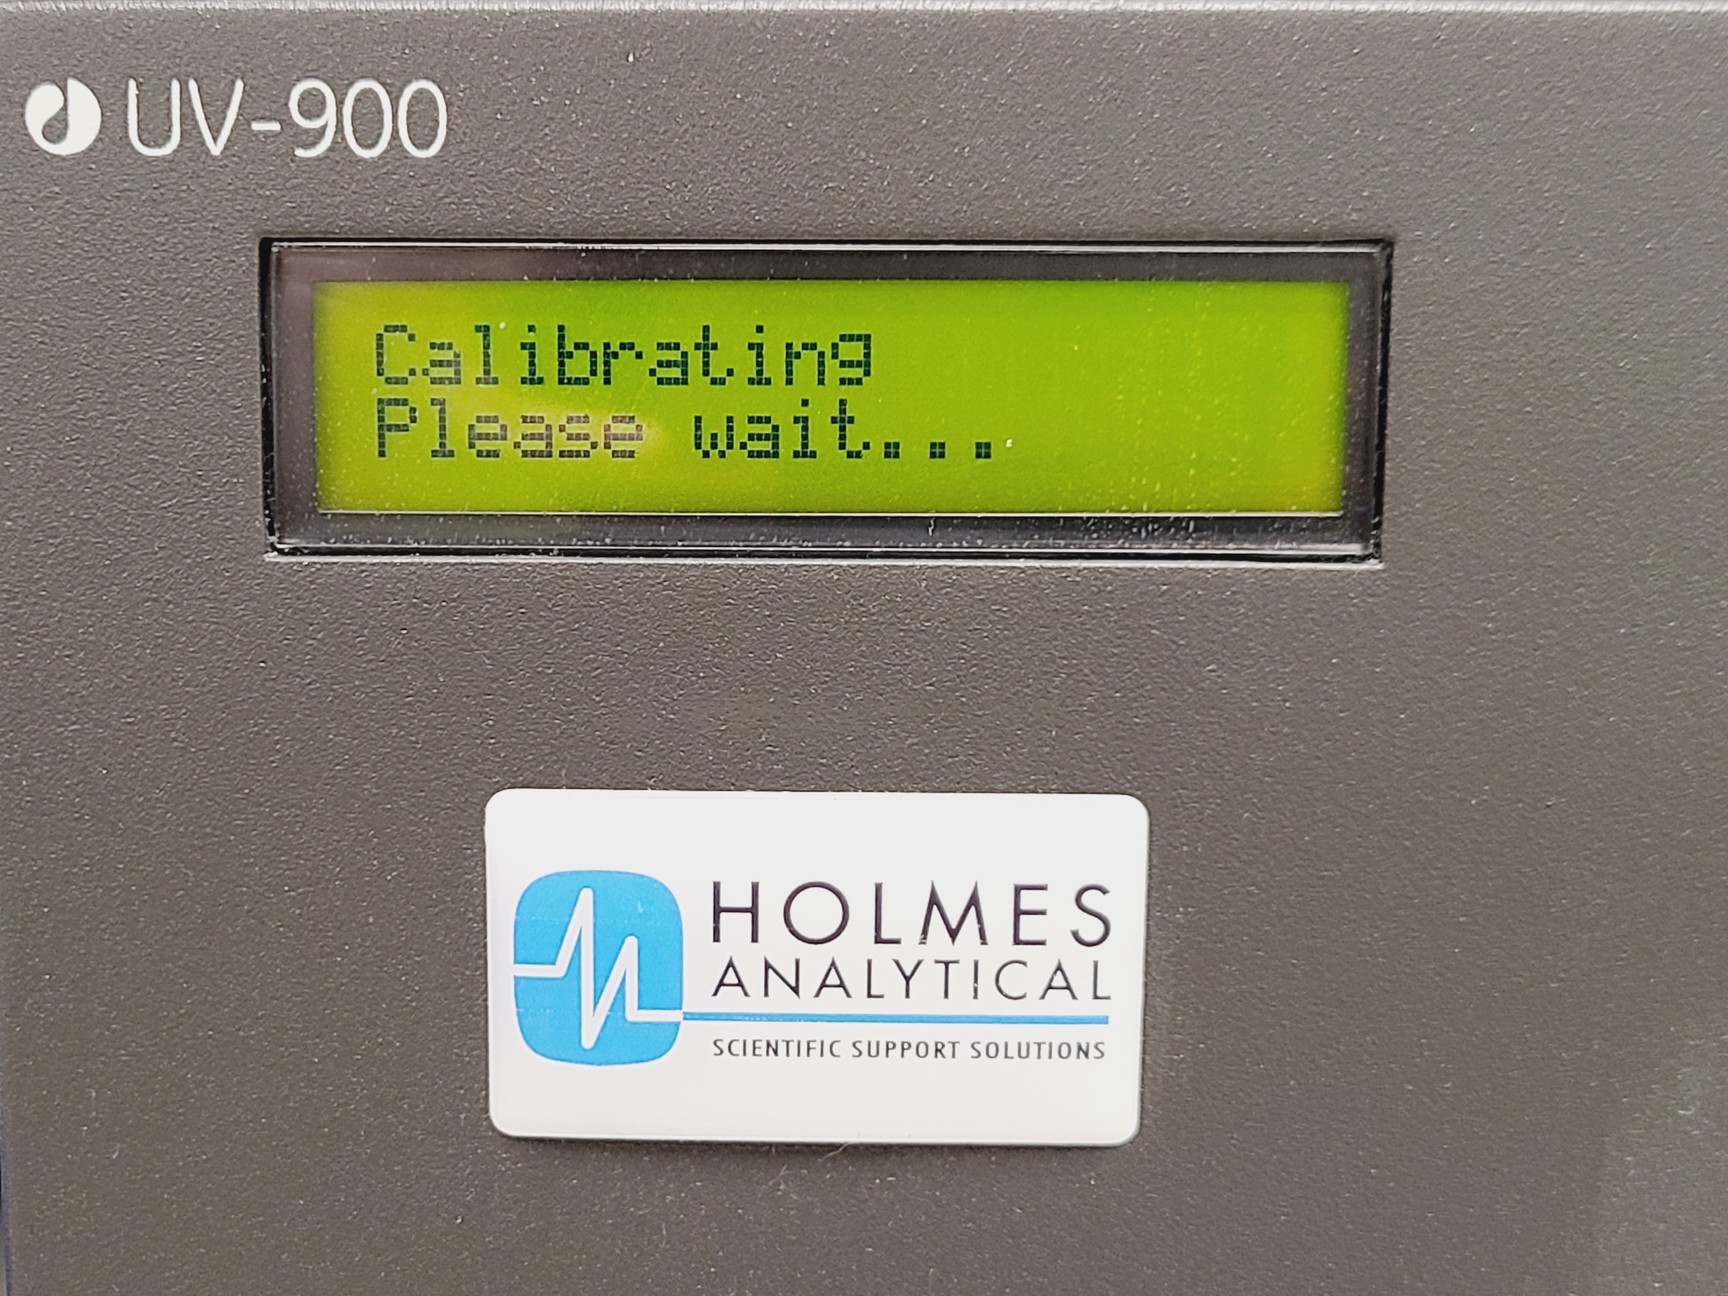 UV-900
Calibrating
Please wait...
HOLMES
ANALYTICAL
SCIENTIFIC SUPPORT SOLUTIONS